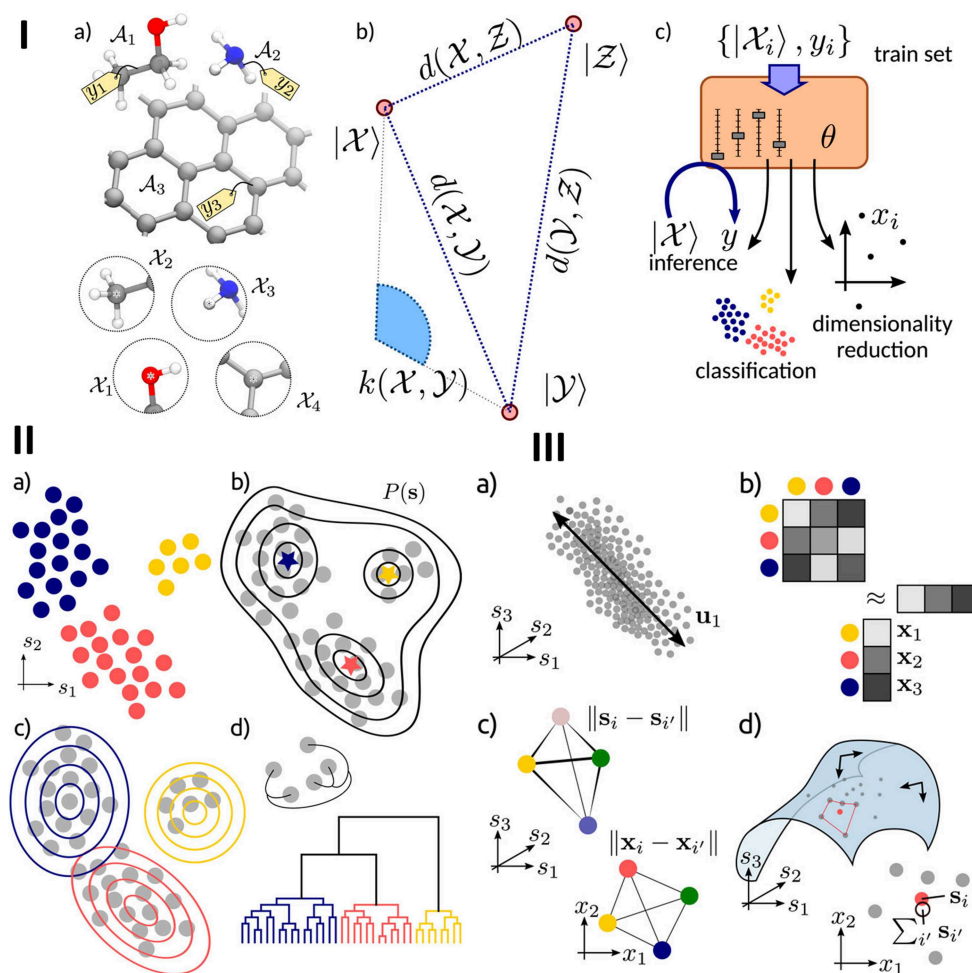 I
a)
𝒜₁
𝒜₂
y₁
y₂
𝒜₃
y₃
𝒳₂
𝒳₃
𝒳₁
𝒳₄
b)
d(𝒳, 𝒵)
|𝒵⟩
|𝒳⟩
d(𝒳, 𝒴)
d(𝒴, 𝒵)
k(𝒳, 𝒴)
|𝒴⟩
c)
{|𝒳ᵢ⟩ , yᵢ}
train set
θ
|𝒳⟩ y
inference
xᵢ
classification
dimensionality
reduction
II
a)
s₂
s₁
b)
P(s)
c)
d)
III
a)
u₁
s₃
s₂
s₁
b)
≈
x₁
x₂
x₃
c)
‖sᵢ − sᵢ′‖
s₃
s₂
s₁
‖xᵢ − xᵢ′‖
x₂
x₁
d)
s₃
s₂
s₁
sᵢ
∑ᵢ′ sᵢ′
x₂
x₁